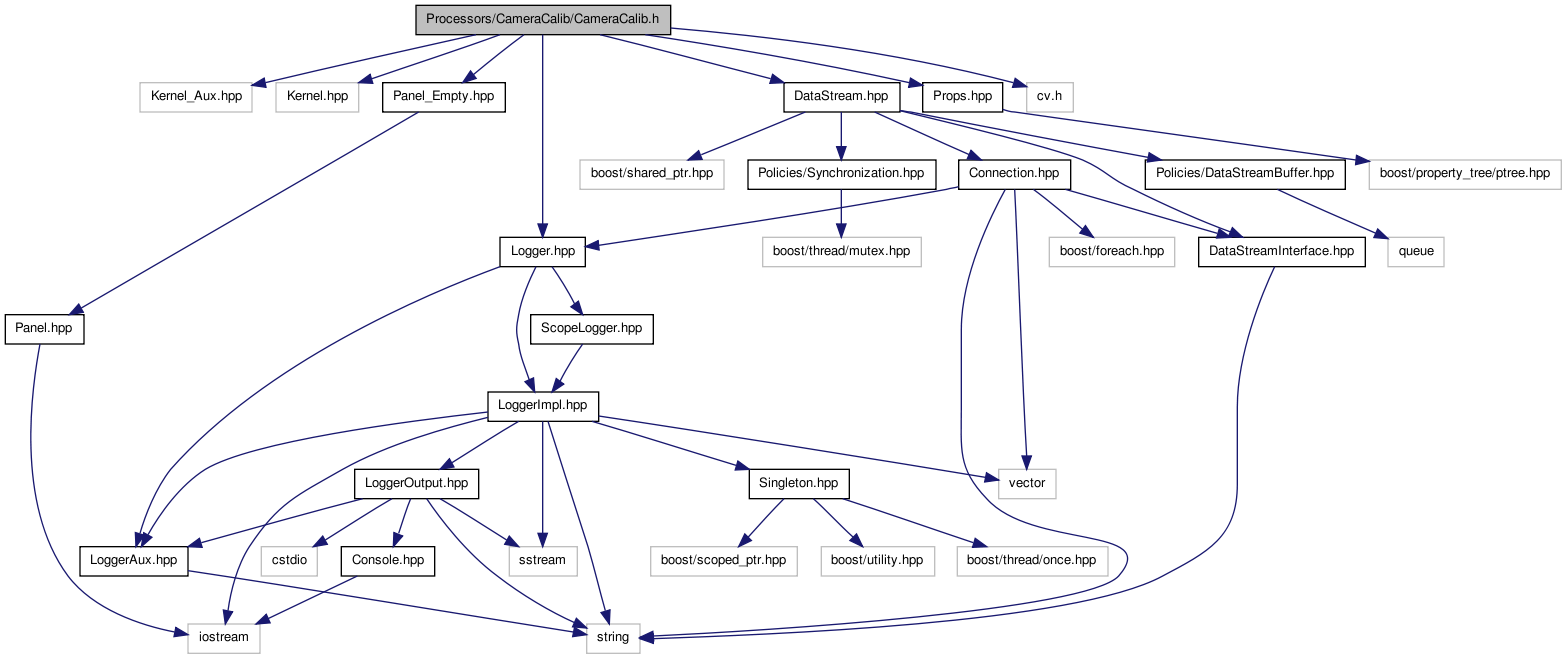 Processors/CameraCalib/CameraCalib.h
Kernel_Aux.hpp
Kernel.hpp
Panel_Empty.hpp
DataStream.hpp
Props.hpp
cv.h
boost/shared_ptr.hpp
Policies/Synchronization.hpp
Connection.hpp
Policies/DataStreamBuffer.hpp
boost/property_tree/ptree.hpp
Logger.hpp
boost/thread/mutex.hpp
boost/foreach.hpp
DataStreamInterface.hpp
queue
Panel.hpp
ScopeLogger.hpp
LoggerImpl.hpp
LoggerOutput.hpp
Singleton.hpp
vector
LoggerAux.hpp
cstdio
Console.hpp
sstream
boost/scoped_ptr.hpp
boost/utility.hpp
boost/thread/once.hpp
iostream
string